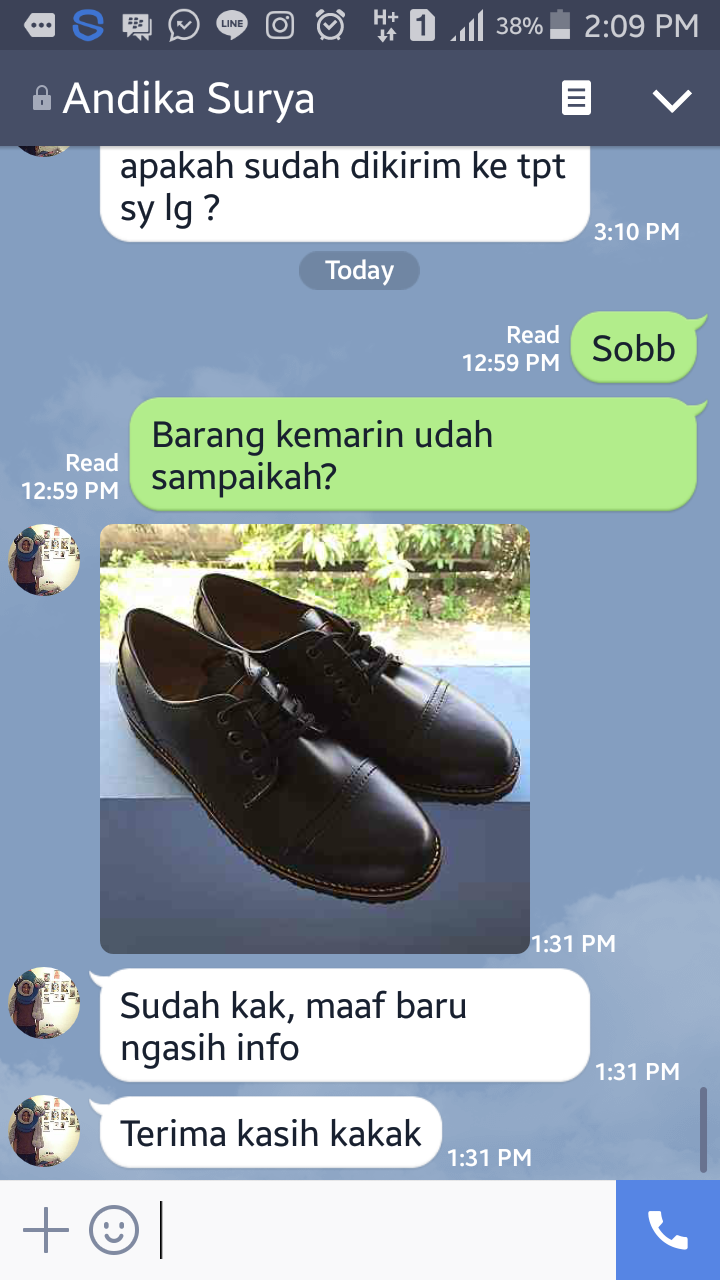 LINE H+ 1 38% 2:09 PM
Andika Surya
apakah sudah dikirim ke tpt
sy lg ?
3:10 PM
Today
Read
12:59 PM
Sobb
Barang kemarin udah
sampaikah?
Read
12:59 PM
1:31 PM
Sudah kak, maaf baru
ngasih info
1:31 PM
Terima kasih kakak
1:31 PM